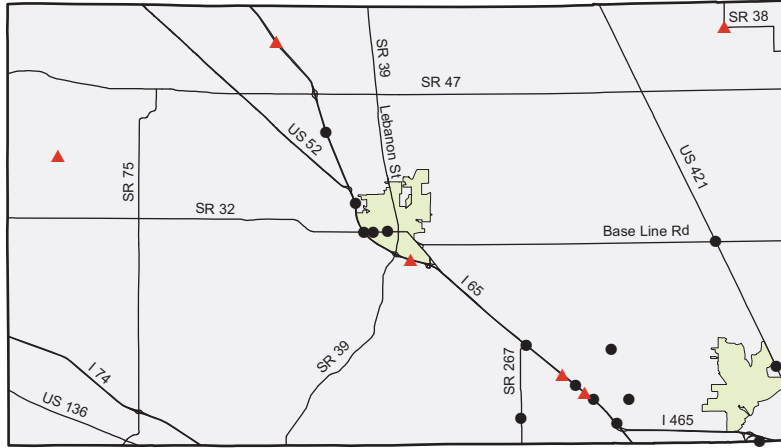 SR 38
SR 39
SR 47
US 52
Lebanon St
US 421
SR 75
SR 32
Base Line Rd
I 65
SR 39
SR 267
I 74
US 136
I 465